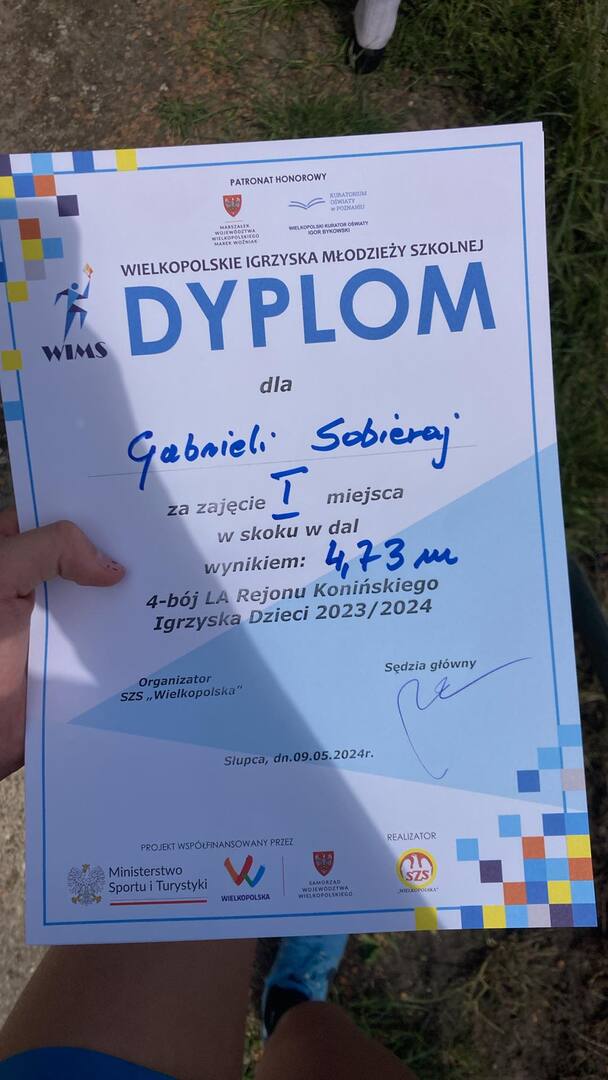 PATRONAT HONOROWY
MARSZAŁEK
WOJEWÓDZTWA
WIELKOPOLSKIEGO
MAREK WOŹNIAK
KURATORIUM
OŚWIATY
w POZNANIU
WIELKOPOLSKI KURATOR OŚWIATY
IGOR BYKOWSKI
WIELKOPOLSKIE IGRZYSKA MŁODZIEŻY SZKOLNEJ
WIMS
DYPLOM
dla
Gabrieli Sobieraj
za zajęcie I miejsca
w skoku w dal
wynikiem: 4,73 m
4-bój LA Rejonu Konińskiego
Igrzyska Dzieci 2023/2024
Organizator
SZS „Wielkopolska”
Sędzia główny
Słupca, dn.09.05.2024r.
PROJEKT WSPÓŁFINANSOWANY PRZEZ
Ministerstwo
Sportu i Turystyki
WIELKOPOLSKA
SAMORZĄD
WOJEWÓDZTWA
WIELKOPOLSKIEGO
REALIZATOR
SZS
„WIELKOPOLSKA”